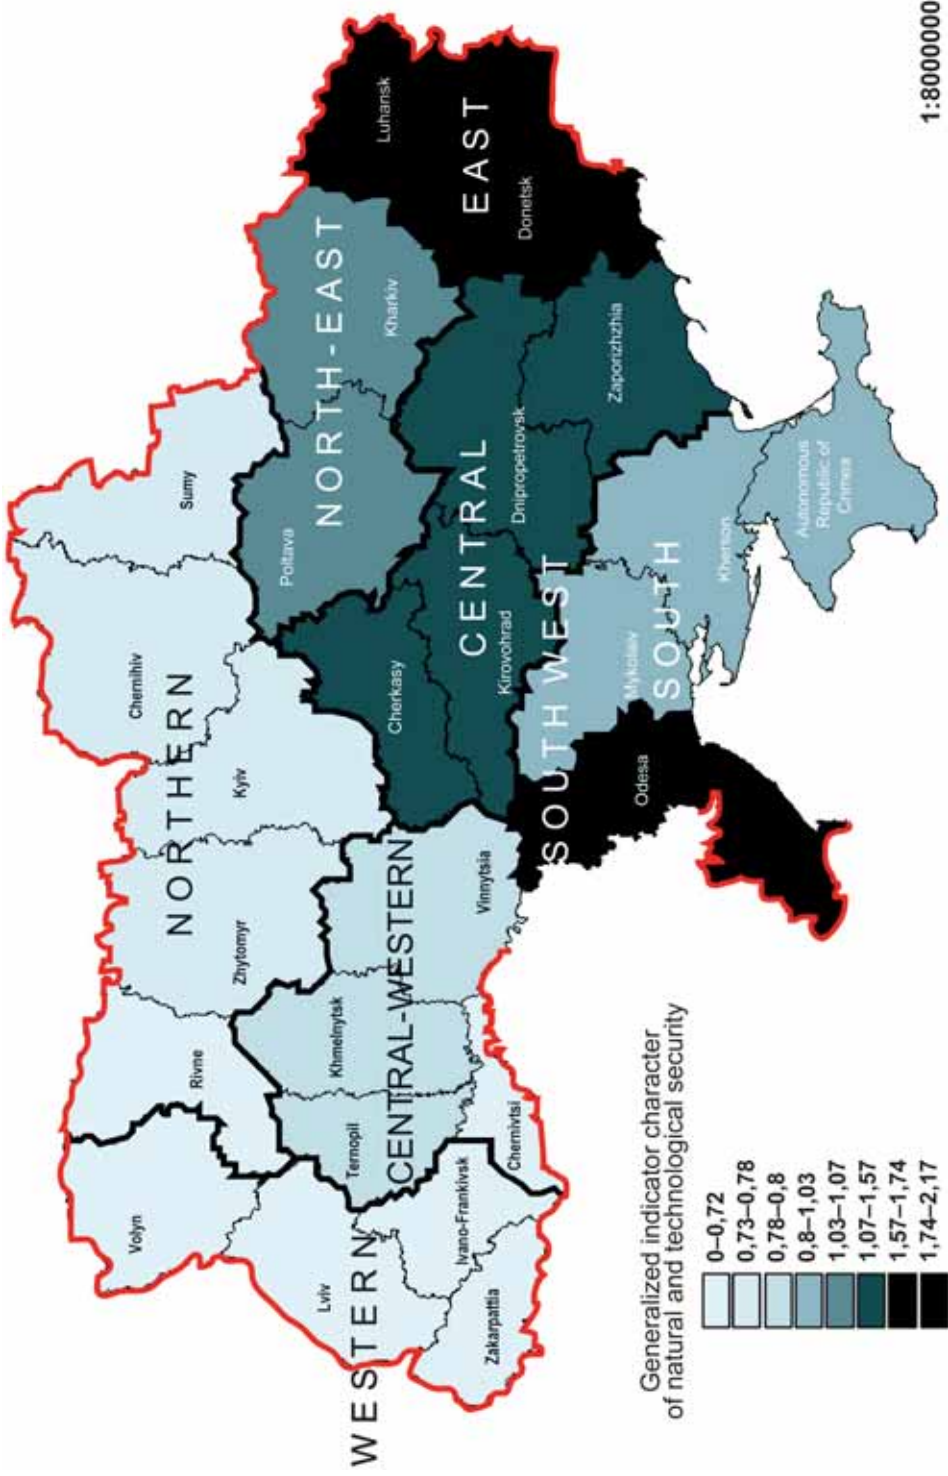 NORTHERN
WESTERN
CENTRAL-WESTERN
NORTH-EAST
CENTRAL
EAST
SOUTH WEST
SOUTH
Volyn
Rivne
Zhytomyr
Kyiv
Chernihiv
Sumy
Lviv
Ternopil
Khmelnytsk
Vinnytsia
Zakarpattia
Ivano-Frankivsk
Chernivtsi
Cherkasy
Poltava
Kharkiv
Luhansk
Kirovohrad
Dnipropetrovsk
Donetsk
Zaporizhzhia
Odesa
Mykolaiv
Kherson
Autonomous
Republic of
Crimea
Generalized indicator character
of natural and technological security
0–0,72
0,73–0,78
0,78–0,8
0,8–1,03
1,03–1,07
1,07–1,57
1,57–1,74
1,74–2,17
1:80000000